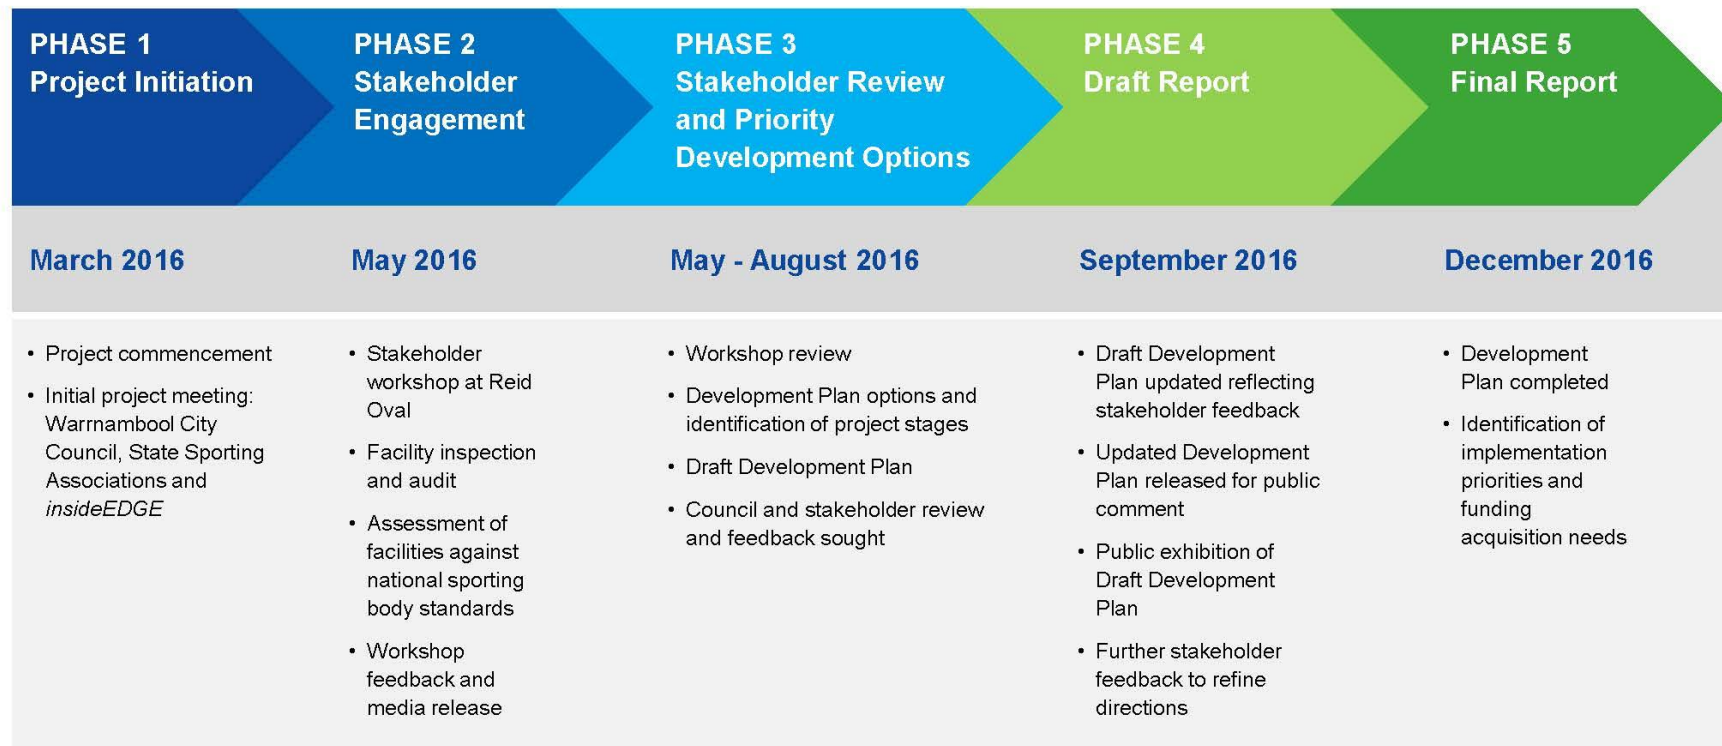 PHASE 1
Project Initiation
PHASE 2
Stakeholder
Engagement
PHASE 3
Stakeholder Review
and Priority
Development Options
PHASE 4
Draft Report
PHASE 5
Final Report
March 2016
May 2016
May - August 2016
September 2016
December 2016
• Project commencement
• Initial project meeting:
Warrnambool City
Council, State Sporting
Associations and
insideEDGE
• Stakeholder
workshop at Reid
Oval
• Facility inspection
and audit
• Assessment of
facilities against
national sporting
body standards
• Workshop
feedback and
media release
• Workshop review
• Development Plan options and
identification of project stages
• Draft Development Plan
• Council and stakeholder review
and feedback sought
• Draft Development
Plan updated reflecting
stakeholder feedback
• Updated Development
Plan released for public
comment
• Public exhibition of
Draft Development
Plan
• Further stakeholder
feedback to refine
directions
• Development
Plan completed
• Identification of
implementation
priorities and
funding
acquisition needs